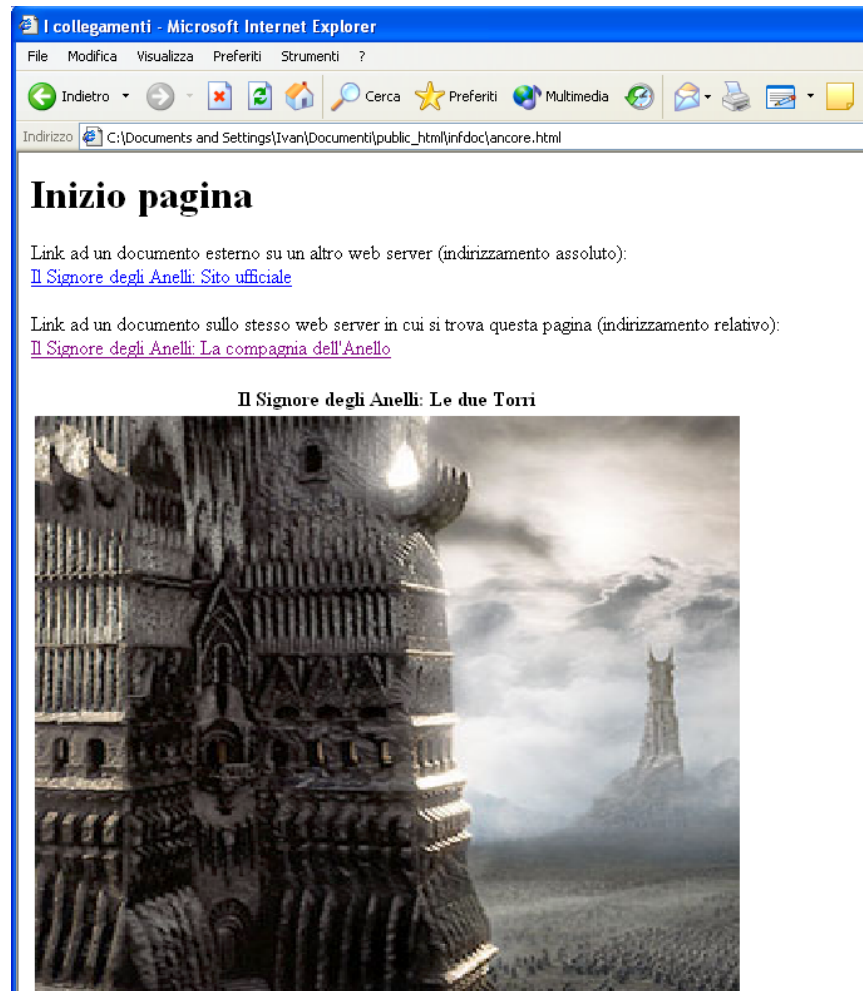 I collegamenti - Microsoft Internet Explorer
File Modifica Visualizza Preferiti Strumenti ?
Indietro Cerca Preferiti Multimedia
Indirizzo C:\Documents and Settings\Ivan\Documenti\public_html\infdoc\ancore.html
Inizio pagina
Link ad un documento esterno su un altro web server (indirizzamento assoluto):
Il Signore degli Anelli: Sito ufficiale
Link ad un documento sullo stesso web server in cui si trova questa pagina (indirizzamento relativo):
Il Signore degli Anelli: La compagnia dell'Anello
Il Signore degli Anelli: Le due Torri